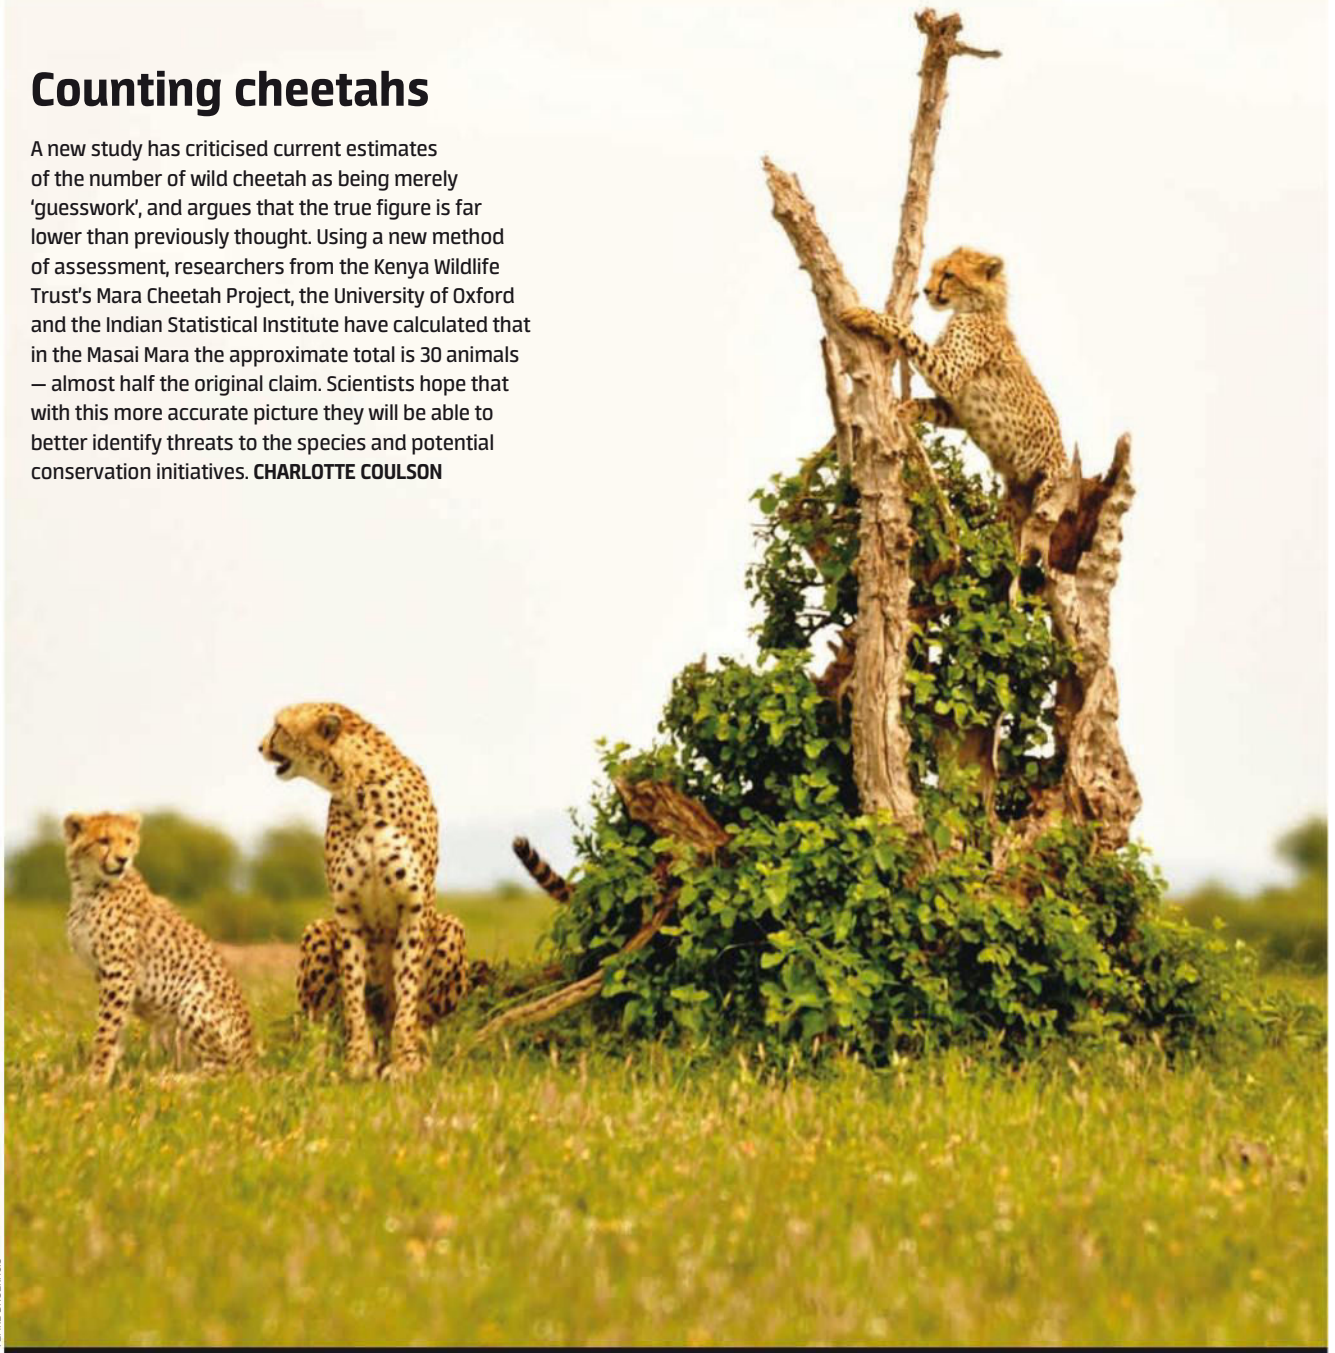 Counting cheetahs
A new study has criticised current estimates
of the number of wild cheetah as being merely
‘guesswork’, and argues that the true figure is far
lower than previously thought. Using a new method
of assessment, researchers from the Kenya Wildlife
Trust’s Mara Cheetah Project, the University of Oxford
and the Indian Statistical Institute have calculated that
in the Masai Mara the approximate total is 30 animals
— almost half the original claim. Scientists hope that
with this more accurate picture they will be able to
better identify threats to the species and potential
conservation initiatives. CHARLOTTE COULSON